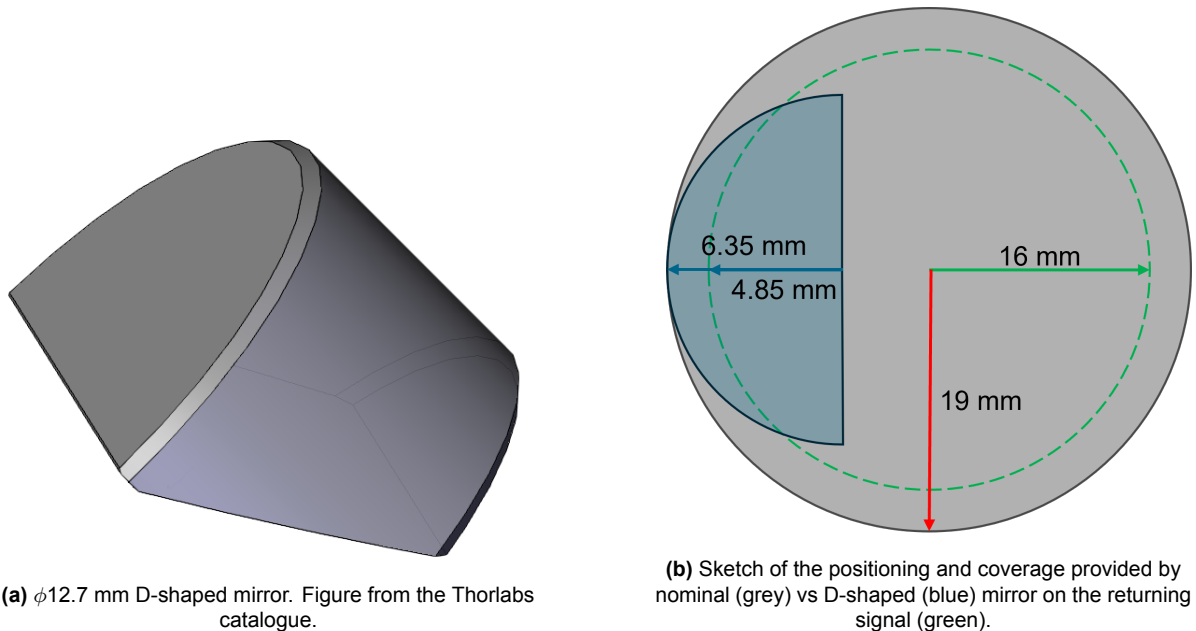 6.35 mm
4.85 mm
16 mm
19 mm
(a) ϕ12.7 mm D-shaped mirror. Figure from the Thorlabs
catalogue.
(b) Sketch of the positioning and coverage provided by
nominal (grey) vs D-shaped (blue) mirror on the returning
signal (green).